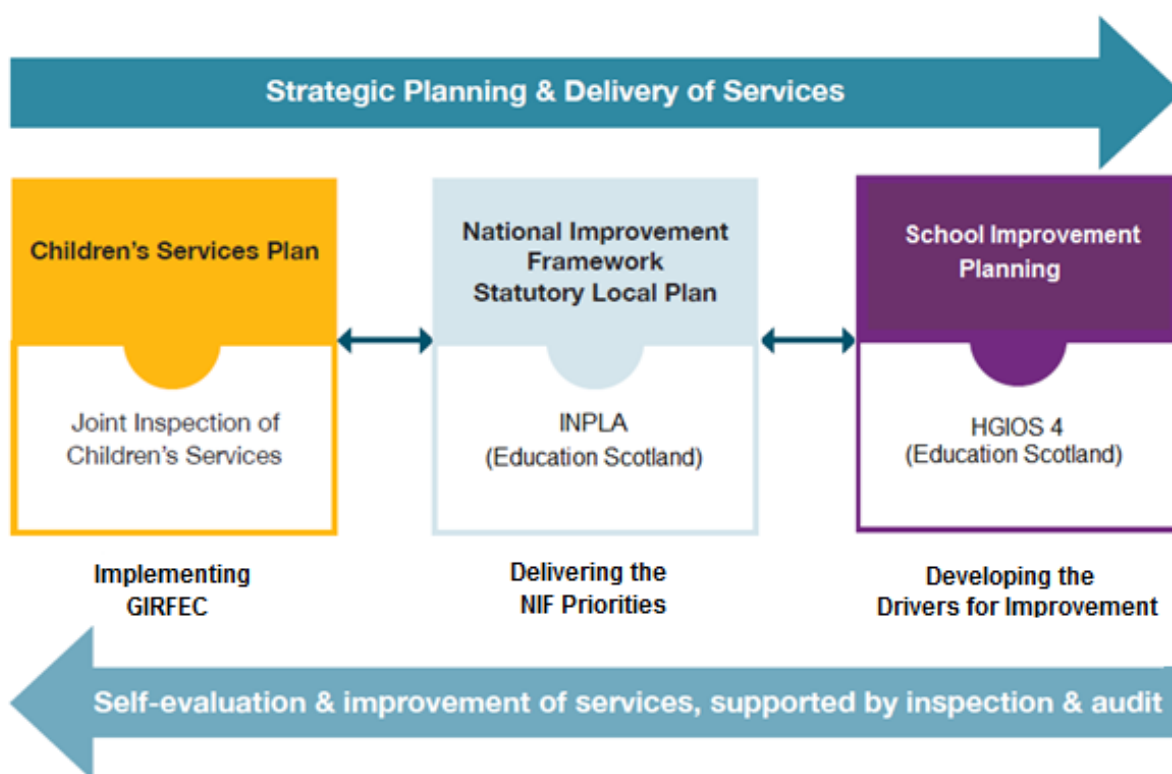 Strategic Planning & Delivery of Services
Children's Services Plan
Joint Inspection of
Children's Services
Implementing
GIRFEC
National Improvement
Framework
Statutory Local Plan
INPLA
(Education Scotland)
Delivering the
NIF Priorities
School Improvement
Planning
HGIOS 4
(Education Scotland)
Developing the
Drivers for Improvement
Self-evaluation & improvement of services, supported by inspection & audit